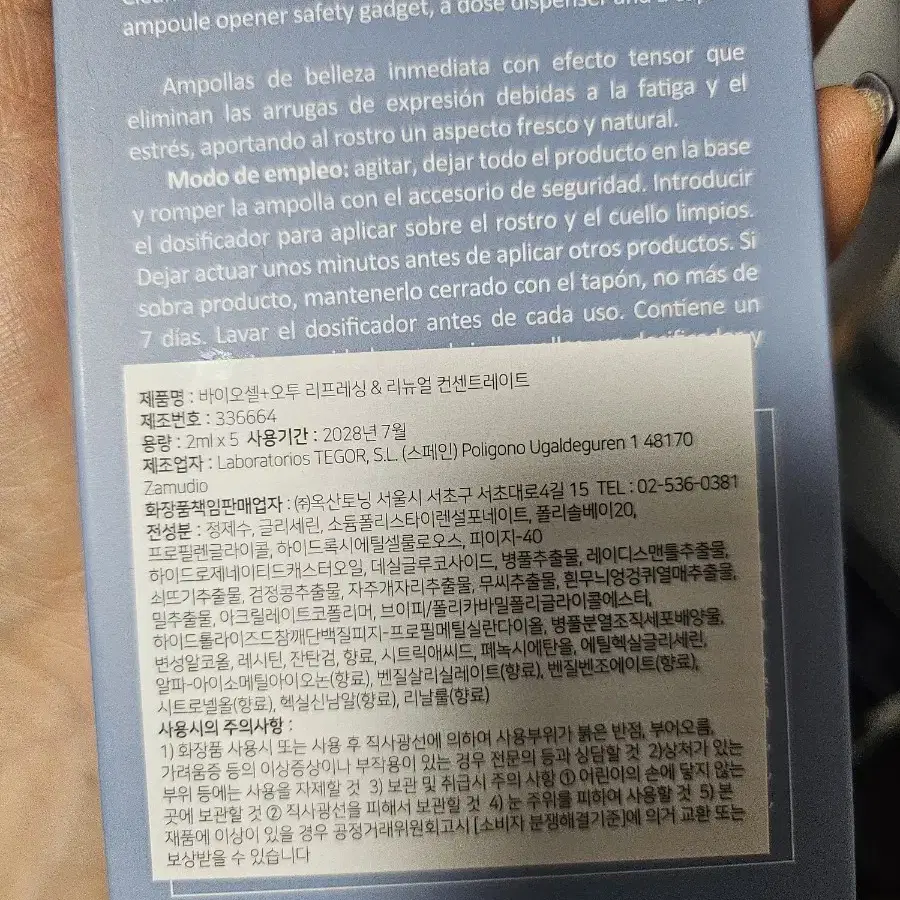 ampoule opener safety gadget, a dose dispenser and a
Ampollas de belleza inmediata con efecto tensor que
eliminan las arrugas de expresión debidas a la fatiga y el
estrés, aportando al rostro un aspecto fresco y natural.
Modo de empleo: agitar, dejar todo el producto en la base
y romper la ampolla con el accesorio de seguridad. Introducir
el dosificador para aplicar sobre el rostro y el cuello limpios.
Dejar actuar unos minutos antes de aplicar otros productos. Si
sobra producto, mantenerlo cerrado con el tapón, no más de
7 días. Lavar el dosificador antes de cada uso. Contiene un
제품명 : 바이오셀+오투 리프레싱 & 리뉴얼 컨센트레이트
제조번호 : 336664
용량 : 2ml x 5 사용기간 : 2028년 7월
제조업자 : Laboratorios TEGOR, S.L. (스페인) Poligono Ugaldeguren 1 48170
Zamudio
화장품책임판매업자 : ㈜옥산토닝 서울시 서초구 서초대로4길 15 TEL : 02-536-0381
전성분 : 정제수, 글리세린, 소듐폴리스타이렌설포네이트, 폴리솔베이20,
프로필렌글라이콜, 하이드록시에틸셀룰로오스, 피이지-40
하이드로제네이티드캐스터오일, 데실글루코사이드, 병풀추출물, 레이디스맨틀추출물,
쇠뜨기추출물, 검정콩추출물, 자주개자리추출물, 무씨추출물, 흰무늬엉겅퀴열매추출물,
밀추출물, 아크릴레이트코폴리머, 브이피/폴리카바밀폴리글라이콜에스터,
하이드롤라이즈드참깨단백질피지-프로필메틸실란다이올, 병풀분열조직세포배양물,
변성알코올, 레시틴, 잔탄검, 향료, 시트릭애씨드, 페녹시에탄올, 에틸헥실글리세린,
알파-아이소메틸아이오논(향료), 벤질살리실레이트(향료), 벤질벤조에이트(향료),
시트로넬올(향료), 헥실신남알(향료), 리날룰(향료)
사용시의 주의사항 :
1) 화장품 사용시 또는 사용 후 직사광선에 의하여 사용부위가 붉은 반점, 부어오름,
가려움증 등의 이상증상이나 부작용이 있는 경우 전문의 등과 상담할 것 2)상처가 있는
부위 등에는 사용을 자제할 것 3) 보관 및 취급시 주의 사항 ① 어린이의 손에 닿지 않는
곳에 보관할 것 ② 직사광선을 피해서 보관할 것 4) 눈 주위를 피하여 사용할 것 5) 본
제품에 이상이 있을 경우 공정거래위원회고시 [소비자 분쟁해결기준]에 의거 교환 또는
보상받을 수 있습니다